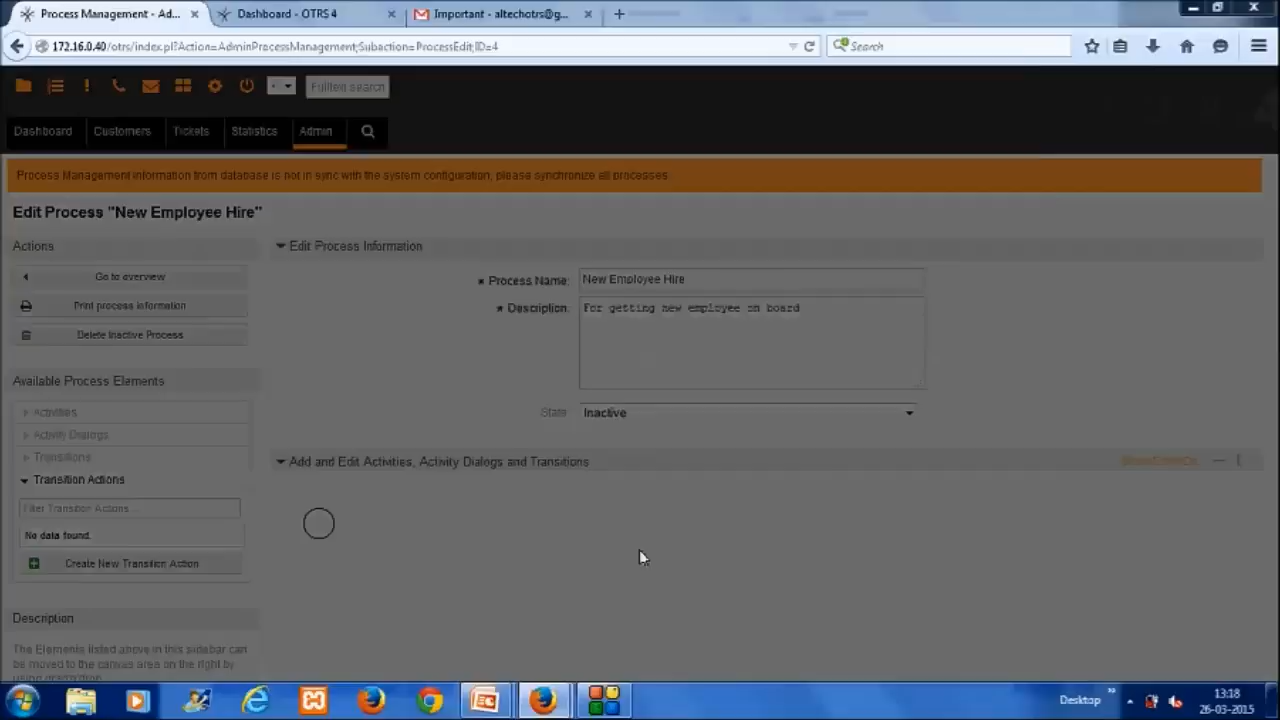 Process Management - Ad...
Dashboard - OTRS 4
Important - altechotrs@g...
172.16.0.40/otrs/index.pl?Action=AdminProcessManagement;Subaction=ProcessEdit;ID=4
Search
Fulltext search
Dashboard
Customers
Tickets
Statistics
Admin
Process Management information from database is not in sync with the system configuration, please synchronize all processes.
Edit Process "New Employee Hire"
Actions
Go to overview
Print process information
Delete Inactive Process
Available Process Elements
Activities
Activity Dialogs
Transitions
Transition Actions
Filter Transition Actions...
No data found.
Create New Transition Action
Description
The Elements listed above in this sidebar can
be moved to the canvas area on the right by
Edit Process Information
* Process Name:
New Employee Hire
* Description:
For getting new employee on board
State:
Inactive
Add and Edit Activities, Activity Dialogs and Transitions
Desktop
13:18
26-03-2015